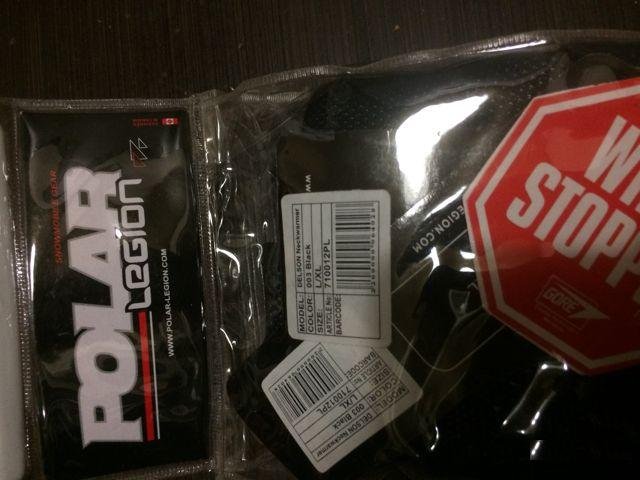 SNOWMOBILE GEAR
POLAR
LEGION
WWW.POLAR-LEGION.COM
MODEL: DELSON Neckwarmer
COLOR: 003 Black
SIZE: L/XL
ARTICLE No: 710012PL
BARCODE:
MODEL: DELSON Neckwarmer
COLOR: 003 Black
SIZE: L/XL
ARTICLE No: 710012PL
BARCODE:
LEGION.COM
STOPP
GORE